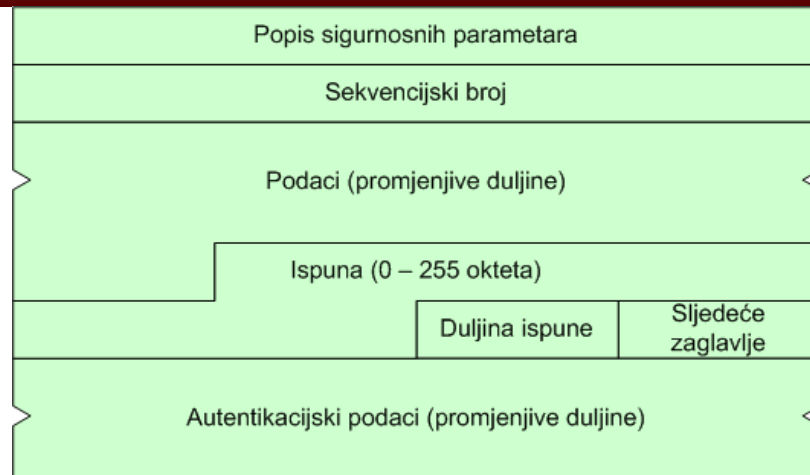 Popis sigurnosnih parametara
Sekvencijski broj
Podaci (promjenjive duljine)
Ispuna (0 – 255 okteta)
Duljina ispune
Sljedeće
zaglavlje
Autentikacijski podaci (promjenjive duljine)